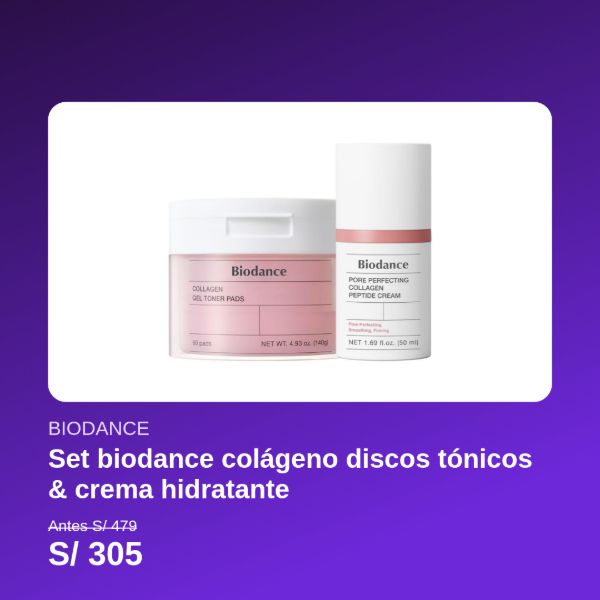 Biodance
COLLAGEN
GEL TONER PADS
60 pads
NET WT. 4.93 oz. (140g)
Biodance
PORE PERFECTING
COLLAGEN
PEPTIDE CREAM
Pore Perfecting,
Smoothing, Firming
NET 1.69 fl.oz. (50 ml)
BIODANCE
Set biodance colágeno discos tónicos
& crema hidratante
Antes S/ 479
S/ 305